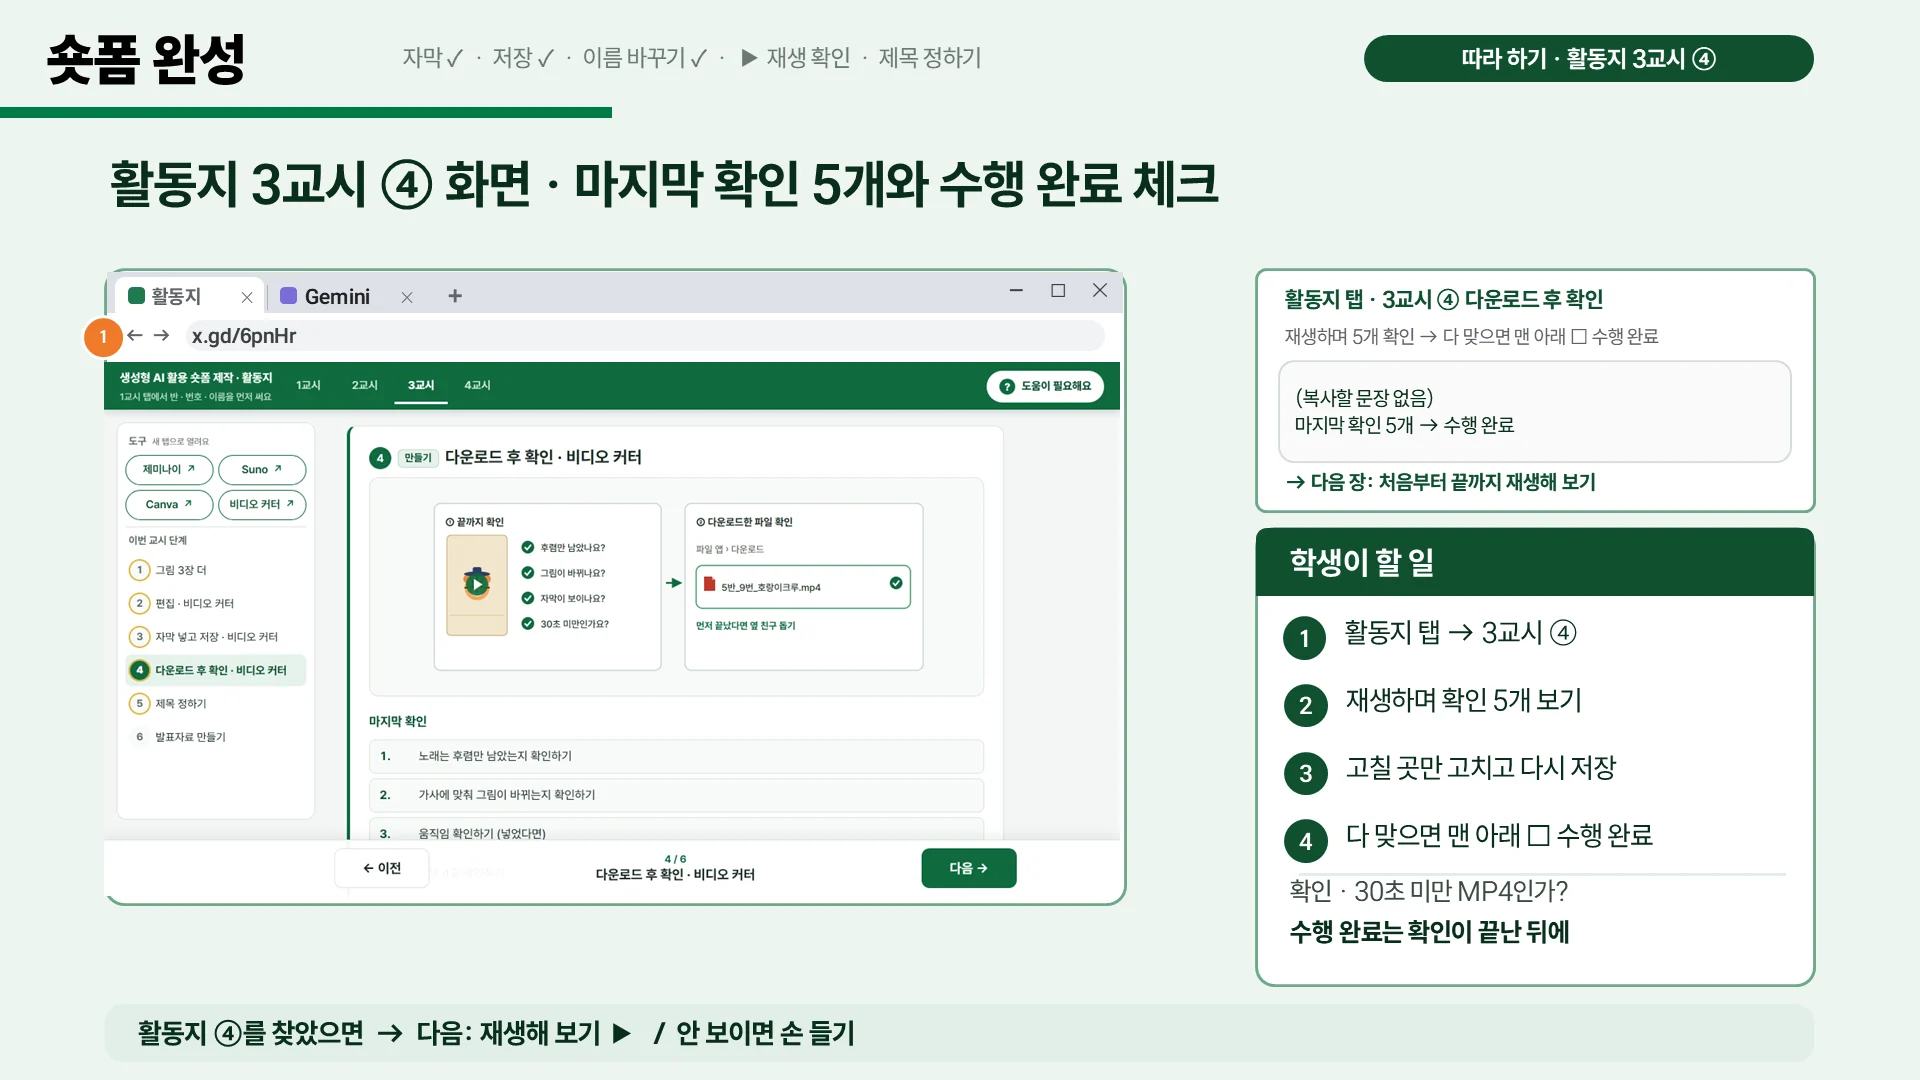 숏폼 완성
자막 ✓ · 저장 ✓ · 이름 바꾸기 ✓ · ▶ 재생 확인 · 제목 정하기
따라 하기 · 활동지 3교시 ④
활동지 3교시 ④ 화면 · 마지막 확인 5개와 수행 완료 체크
활동지 × Gemini × +
1
← → x.gd/6pnHr
생성형 AI 활용 숏폼 제작 · 활동지
1교시 탭에서 반 · 번호 · 이름을 먼저 써요
1교시 2교시 3교시 4교시
? 도움이 필요해요
도구 새 탭으로 열려요
제미나이 ↗ Suno ↗
Canva ↗ 비디오 커터 ↗
이번 교시 단계
1 그림 3장 더
2 편집 · 비디오 커터
3 자막 넣고 저장 · 비디오 커터
4 다운로드 후 확인 · 비디오 커터
5 제목 정하기
6 발표자료 만들기
4 만들기 다운로드 후 확인 · 비디오 커터
① 끝까지 확인
후렴만 남았나요?
그림이 바뀌나요?
자막이 보이나요?
30초 미만인가요?
② 다운로드한 파일 확인
파일 앱 › 다운로드
5반_9번_호랑이크루.mp4
먼저 끝났다면 옆 친구 돕기
마지막 확인
1. 노래는 후렴만 남았는지 확인하기
2. 가사에 맞춰 그림이 바뀌는지 확인하기
3. 움직임 확인하기 (넣었다면)
← 이전
4 / 6
다운로드 후 확인 · 비디오 커터
다음 →
활동지 탭 · 3교시 ④ 다운로드 후 확인
재생하며 5개 확인 → 다 맞으면 맨 아래 □ 수행 완료
(복사할 문장 없음)
마지막 확인 5개 → 수행 완료
→ 다음 장: 처음부터 끝까지 재생해 보기
학생이 할 일
1 활동지 탭 → 3교시 ④
2 재생하며 확인 5개 보기
3 고칠 곳만 고치고 다시 저장
4 다 맞으면 맨 아래 □ 수행 완료
확인 · 30초 미만 MP4인가?
수행 완료는 확인이 끝난 뒤에
활동지 ④를 찾았으면 → 다음: 재생해 보기 ▶ / 안 보이면 손 들기